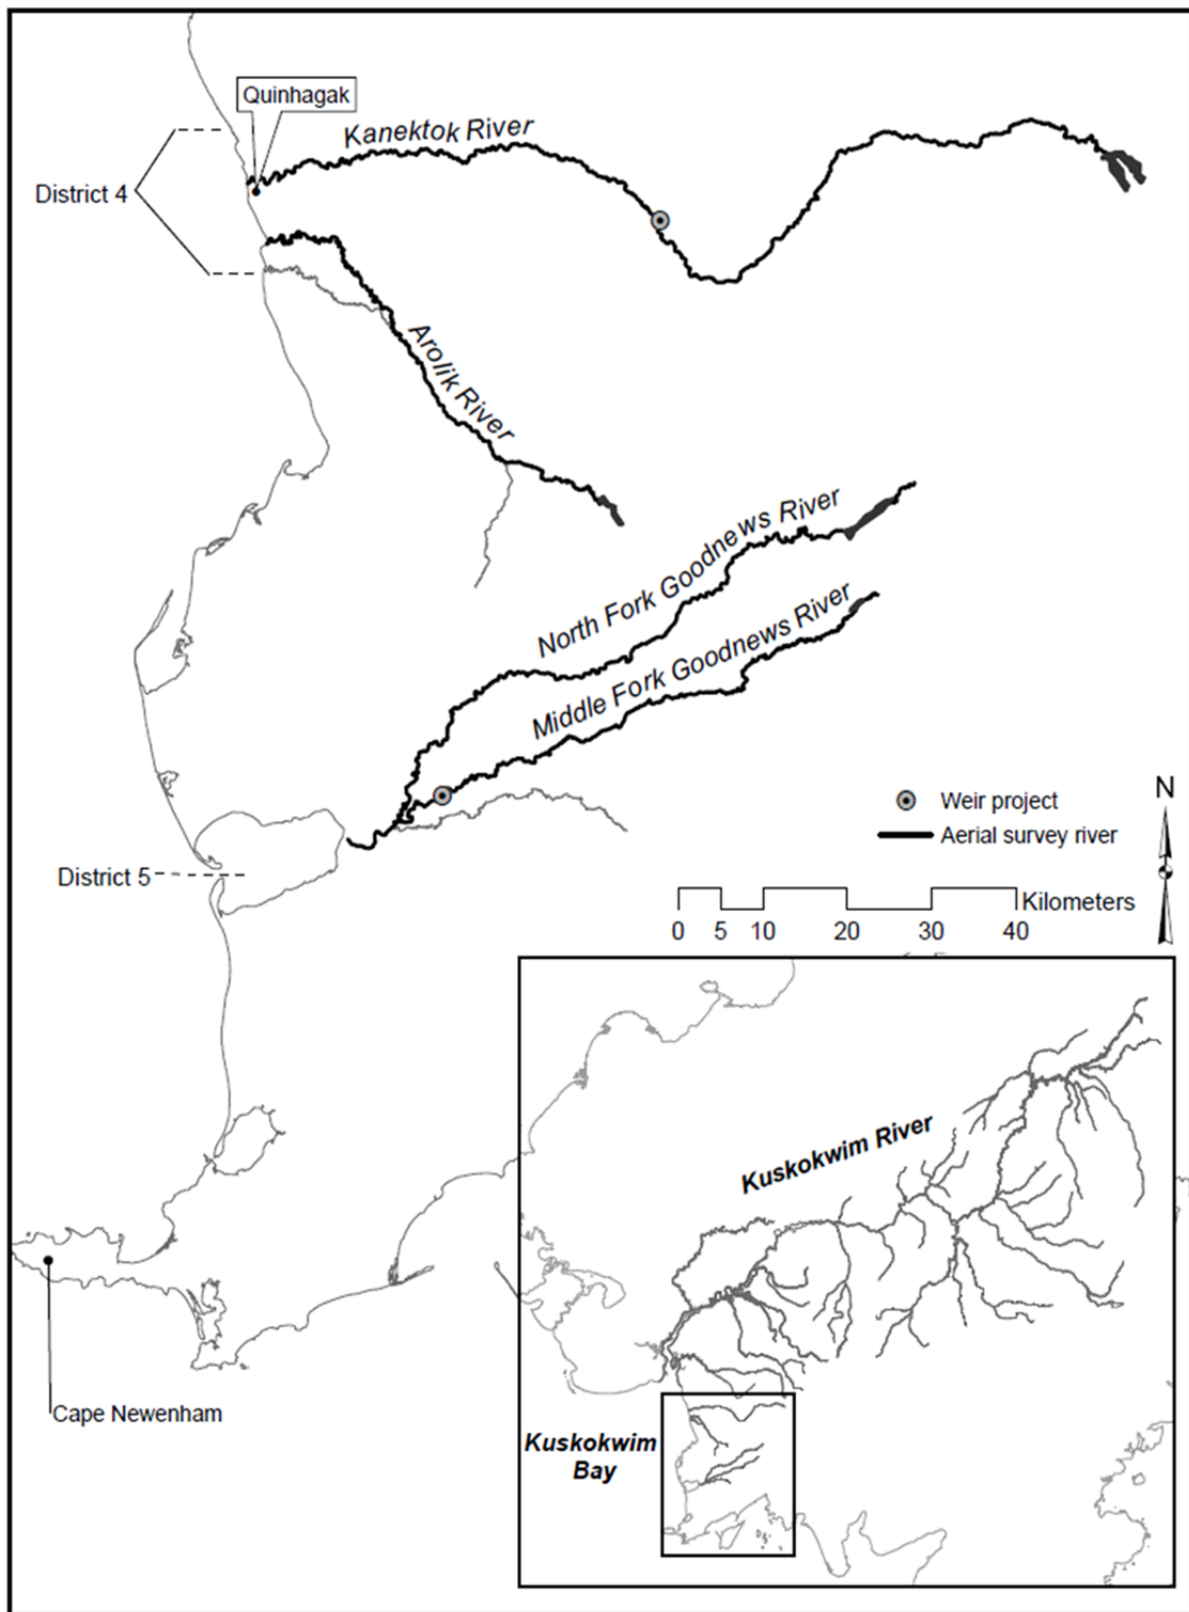 Quinhagak
Kanektok River
District 4
Arolik River
North Fork Goodnews River
Middle Fork Goodnews River
N
Weir project
Aerial survey river
District 5
Kilometers
0 5 10 20 30 40
Kuskokwim River
Cape Newenham
Kuskokwim
Bay